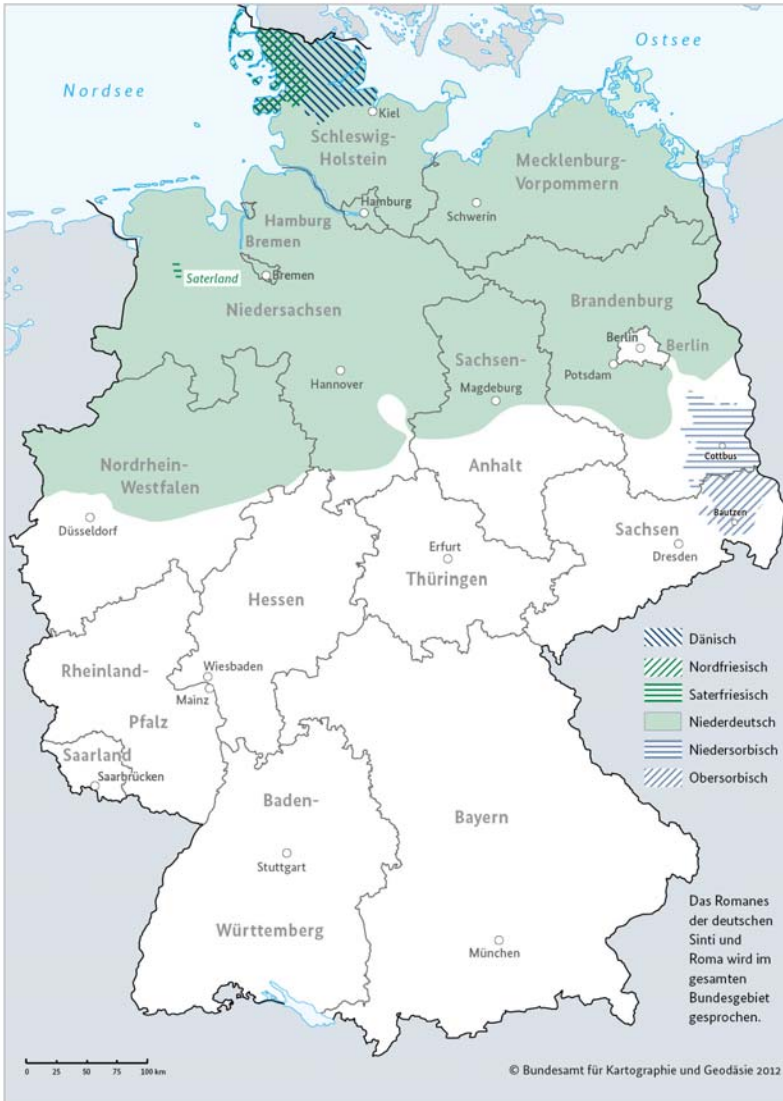 Nordsee
Ostsee
Kiel
Schleswig-
Holstein
Mecklenburg-
Vorpommern
Hamburg
Schwerin
Hamburg
Bremen
Bremen
Saterland
Niedersachsen
Brandenburg
Berlin
Berlin
Potsdam
Sachsen-
Hannover
Magdeburg
Cottbus
Nordrhein-
Westfalen
Anhalt
Düsseldorf
Bautzen
Sachsen
Dresden
Erfurt
Thüringen
Hessen
Rheinland-
Wiesbaden
Mainz
Pfalz
Saarland
Saarbrücken
Dänisch
Nordfriesisch
Saterfriesisch
Niederdeutsch
Niedersorbisch
Obersorbisch
Baden-
Bayern
Stuttgart
Württemberg
München
Das Romanes
der deutschen
Sinti und
Roma wird im
gesamten
Bundesgebiet
gesprochen.
0 25 50 75 100 km
© Bundesamt für Kartographie und Geodäsie 2012